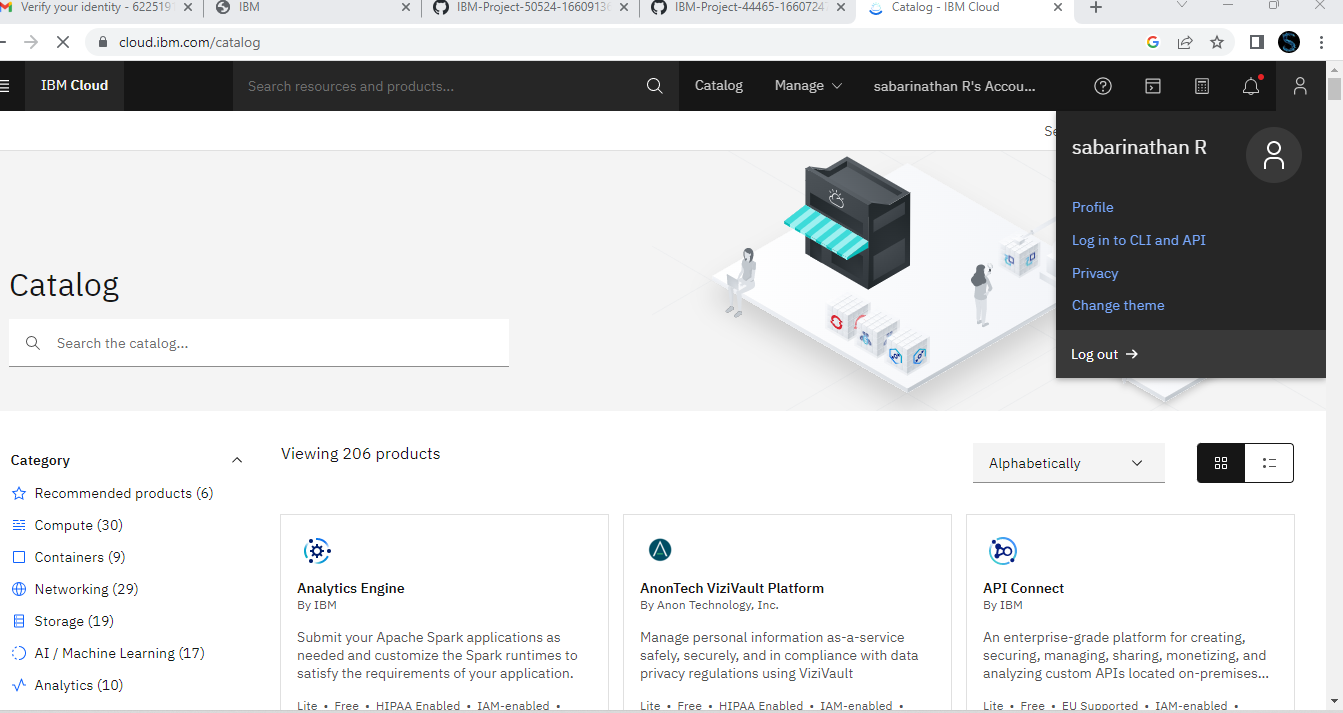 Verify your identity - 622519
IBM
IBM-Project-50524-1660913
IBM-Project-44465-1660724
Catalog - IBM Cloud
cloud.ibm.com/catalog
IBM Cloud
Search resources and products...
Catalog
Manage
sabarinathan R's Accou...
sabarinathan R
Profile
Log in to CLI and API
Privacy
Change theme
Log out →
Catalog
Search the catalog...
Category
Recommended products (6)
Compute (30)
Containers (9)
Networking (29)
Storage (19)
AI / Machine Learning (17)
Analytics (10)
Viewing 206 products
Alphabetically
Analytics Engine
By IBM
Submit your Apache Spark applications as
needed and customize the Spark runtimes to
satisfy the requirements of your application.
Lite • Free • HIPAA Enabled • IAM-enabled •
AnonTech ViziVault Platform
By Anon Technology, Inc.
Manage personal information as-a-service
safely, securely, and in compliance with data
privacy regulations using ViziVault
Lite • Free • HIPAA Enabled • IAM-enabled •
API Connect
By IBM
An enterprise-grade platform for creating,
securing, managing, sharing, monetizing, and
analyzing custom APIs located on-premises...
Lite • Free • EU Supported • IAM-enabled •